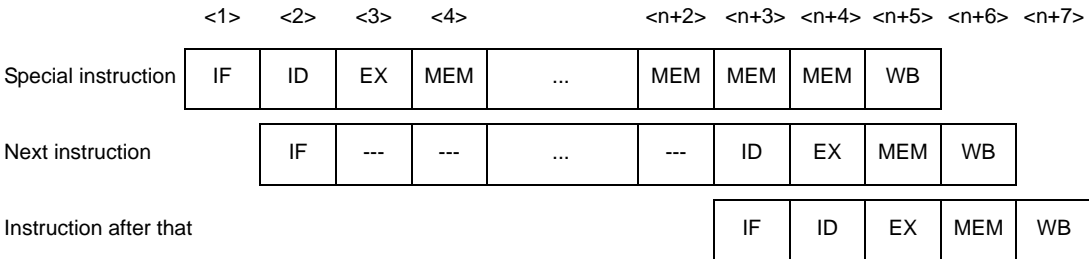 <1> <2> <3> <4> <n+2> <n+3> <n+4> <n+5> <n+6> <n+7>
Special instruction IF ID EX MEM ... MEM MEM MEM WB
Next instruction IF --- --- ... --- ID EX MEM WB
Instruction after that IF ID EX MEM WB